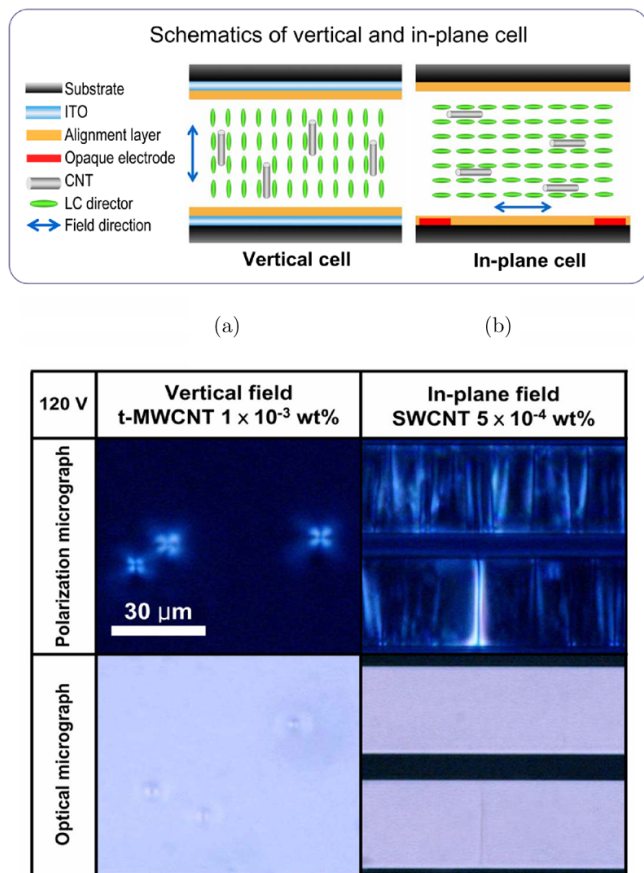 Schematics of vertical and in-plane cell
Substrate
ITO
Alignment layer
Opaque electrode
CNT
LC director
Field direction
Vertical cell
In-plane cell
(a)
(b)
120 V
Vertical field
t-MWCNT 1 x 10⁻³ wt%
In-plane field
SWCNT 5 x 10⁻⁴ wt%
Polarization micrograph
30 µm
Optical micrograph